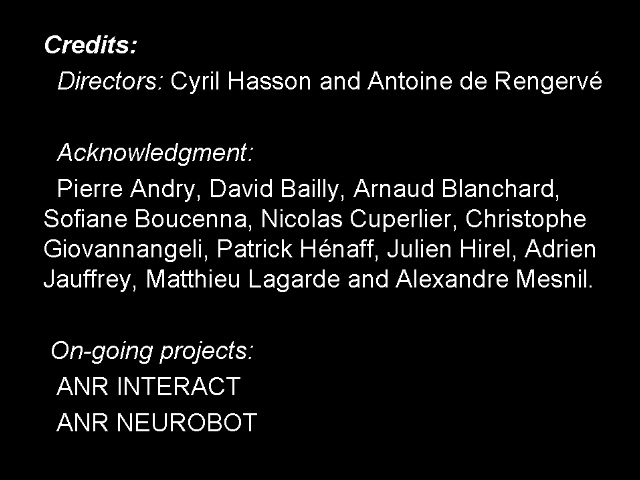 Credits:
Directors: Cyril Hasson and Antoine de Rengervé
Acknowledgment:
Pierre Andry, David Bailly, Arnaud Blanchard,
Sofiane Boucenna, Nicolas Cuperlier, Christophe
Giovannangeli, Patrick Hénaff, Julien Hirel, Adrien
Jauffrey, Matthieu Lagarde and Alexandre Mesnil.
On-going projects:
ANR INTERACT
ANR NEUROBOT